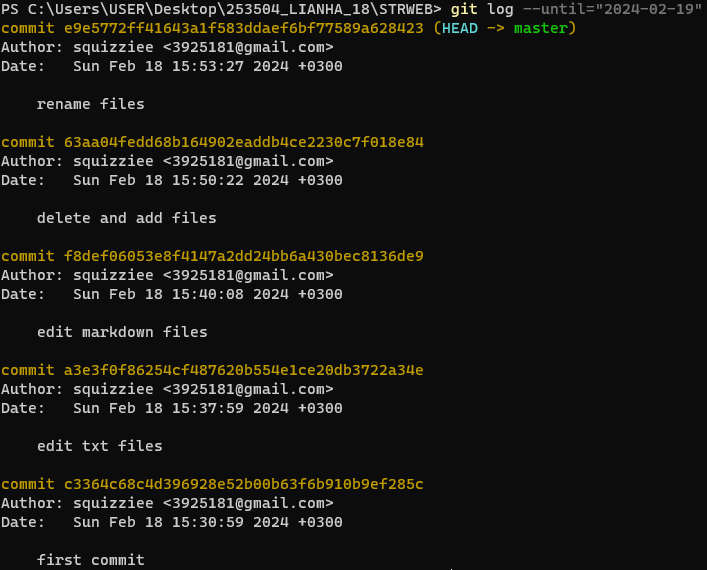 PS C:\Users\USER\Desktop\253504_LIANHA_18\STRWEB> git log --until="2024-02-19"
commit e9e5772ff41643a1f583ddaef6bf77589a628423 (HEAD -> master)
Author: squizziee <3925181@gmail.com>
Date:   Sun Feb 18 15:53:27 2024 +0300
rename files
commit 63aa04fedd68b164902eaddb4ce2230c7f018e84
Author: squizziee <3925181@gmail.com>
Date:   Sun Feb 18 15:50:22 2024 +0300
delete and add files
commit f8def06053e8f4147a2dd24bb6a430bec8136de9
Author: squizziee <3925181@gmail.com>
Date:   Sun Feb 18 15:40:08 2024 +0300
edit markdown files
commit a3e3f0f86254cf487620b554e1ce20db3722a34e
Author: squizziee <3925181@gmail.com>
Date:   Sun Feb 18 15:37:59 2024 +0300
edit txt files
commit c3364c68c4d396928e52b00b63f6b910b9ef285c
Author: squizziee <3925181@gmail.com>
Date:   Sun Feb 18 15:30:59 2024 +0300
first commit